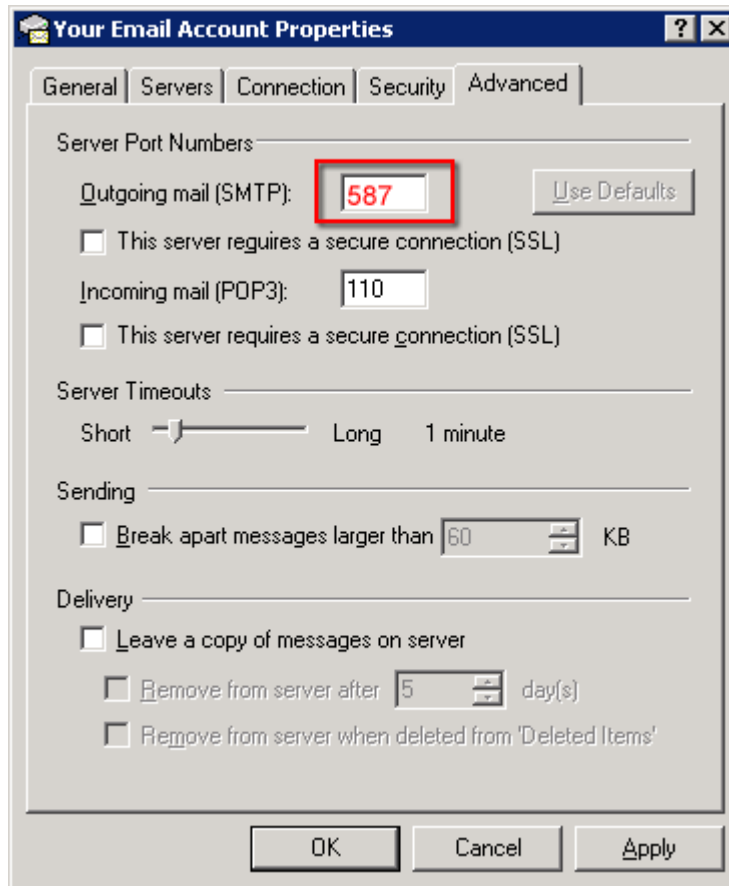 Your Email Account Properties
General Servers Connection Security Advanced
Server Port Numbers
Outgoing mail (SMTP): 587 Use Defaults
This server requires a secure connection (SSL)
Incoming mail (POP3): 110
This server requires a secure connection (SSL)
Server Timeouts
Short Long 1 minute
Sending
Break apart messages larger than 60 KB
Delivery
Leave a copy of messages on server
Remove from server after 5 day(s)
Remove from server when deleted from 'Deleted Items'
OK Cancel Apply